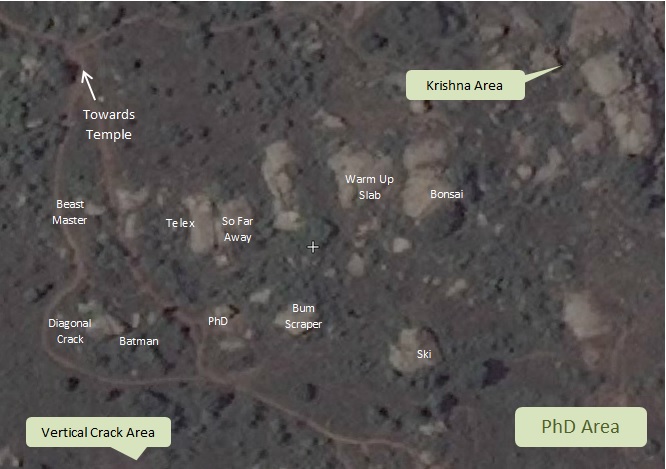 Krishna Area
Towards
Temple
Warm Up
Slab
Bonsai
Beast
Master
Telex
So Far
Away
Diagonal
Crack
Batman
PhD
Bum
Scraper
Ski
Vertical Crack Area
PhD Area